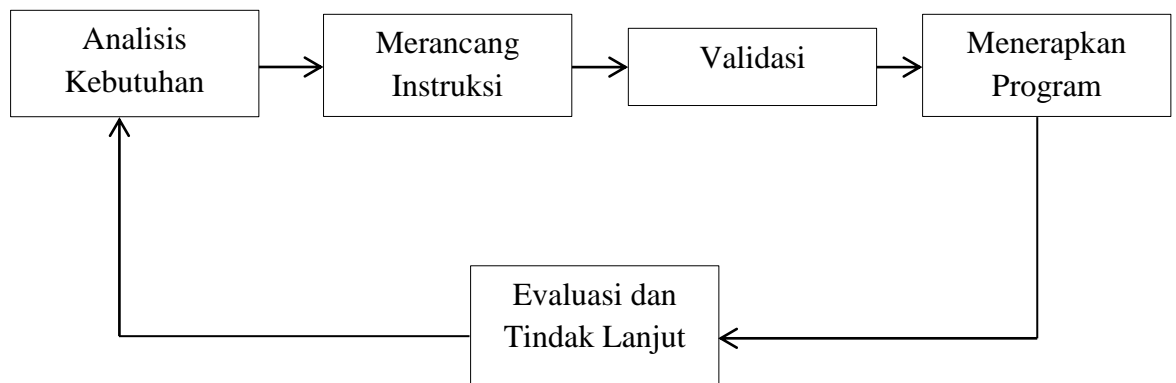 Analisis
Kebutuhan
Merancang
Instruksi
Validasi
Menerapkan
Program
Evaluasi dan
Tindak Lanjut